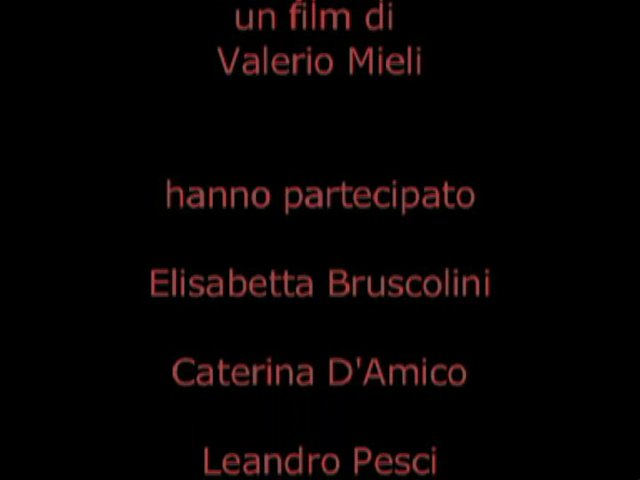 un film di
Valerio Mieli
hanno partecipato
Elisabetta Bruscolini
Caterina D'Amico
Leandro Pesci